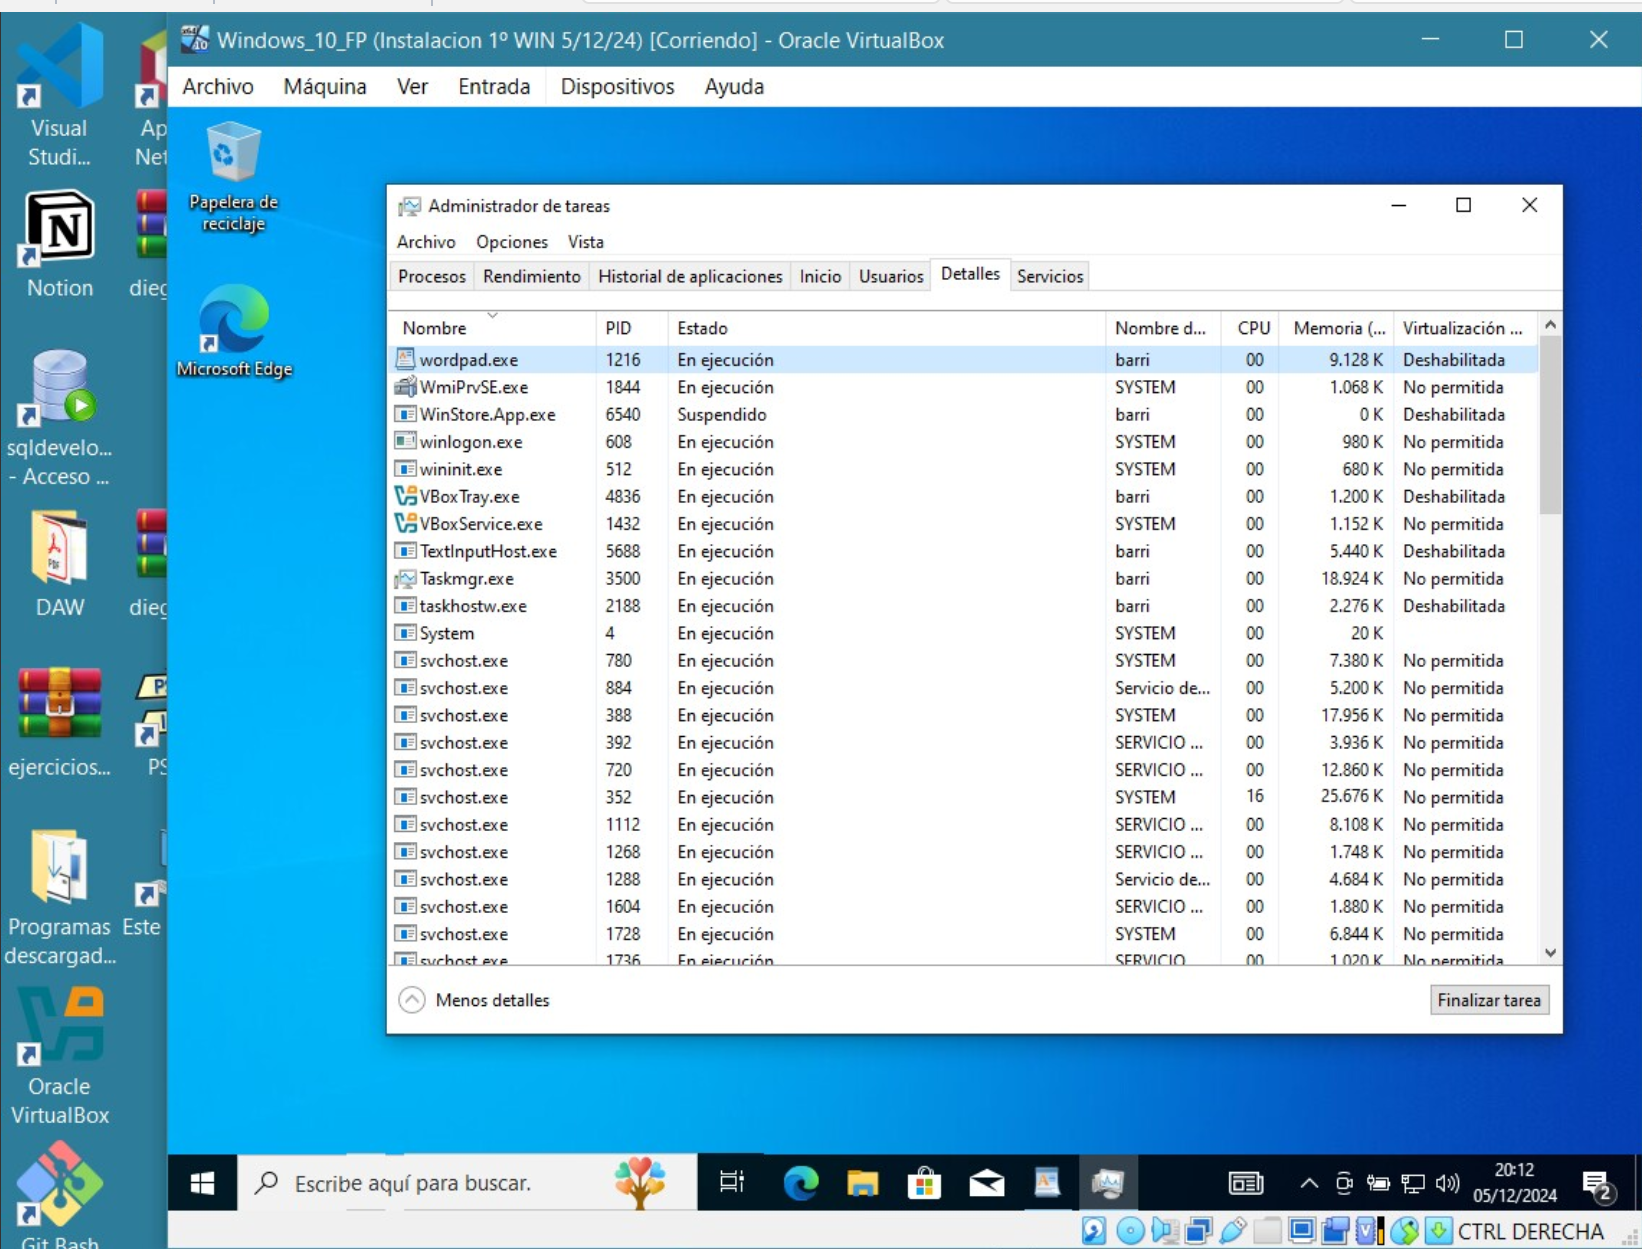 Windows_10_FP (Instalacion 1º WIN 5/12/24) [Corriendo] - Oracle VirtualBox
Archivo Máquina Ver Entrada Dispositivos Ayuda
Visual
Studi...
Ap
Net
Notion
dieg
sqldevelo...
- Acceso ...
DAW
dieg
ejercicios...
PS
Programas
descargad...
Este
Oracle
VirtualBox
Git Bash
Papelera de
reciclaje
Microsoft Edge
Administrador de tareas
Archivo Opciones Vista
Procesos Rendimiento Historial de aplicaciones Inicio Usuarios Detalles Servicios
Nombre PID Estado Nombre d... CPU Memoria (... Virtualización ...
wordpad.exe 1216 En ejecución barri 00 9.128 K Deshabilitada
WmiPrvSE.exe 1844 En ejecución SYSTEM 00 1.068 K No permitida
WinStore.App.exe 6540 Suspendido barri 00 0 K Deshabilitada
winlogon.exe 608 En ejecución SYSTEM 00 980 K No permitida
wininit.exe 512 En ejecución SYSTEM 00 680 K No permitida
VBoxTray.exe 4836 En ejecución barri 00 1.200 K Deshabilitada
VBoxService.exe 1432 En ejecución SYSTEM 00 1.152 K No permitida
TextInputHost.exe 5688 En ejecución barri 00 5.440 K Deshabilitada
Taskmgr.exe 3500 En ejecución barri 00 18.924 K No permitida
taskhostw.exe 2188 En ejecución barri 00 2.276 K Deshabilitada
System 4 En ejecución SYSTEM 00 20 K
svchost.exe 780 En ejecución SYSTEM 00 7.380 K No permitida
svchost.exe 884 En ejecución Servicio de... 00 5.200 K No permitida
svchost.exe 388 En ejecución SYSTEM 00 17.956 K No permitida
svchost.exe 392 En ejecución SERVICIO ... 00 3.936 K No permitida
svchost.exe 720 En ejecución SERVICIO ... 00 12.860 K No permitida
svchost.exe 352 En ejecución SYSTEM 16 25.676 K No permitida
svchost.exe 1112 En ejecución SERVICIO ... 00 8.108 K No permitida
svchost.exe 1268 En ejecución SERVICIO ... 00 1.748 K No permitida
svchost.exe 1288 En ejecución Servicio de... 00 4.684 K No permitida
svchost.exe 1604 En ejecución SERVICIO ... 00 1.880 K No permitida
svchost.exe 1728 En ejecución SYSTEM 00 6.844 K No permitida
svchost.exe 1736 En ejecución SERVICIO 00 1.020 K No permitida
Menos detalles
Finalizar tarea
Escribe aquí para buscar.
20:12
05/12/2024
2
CTRL DERECHA